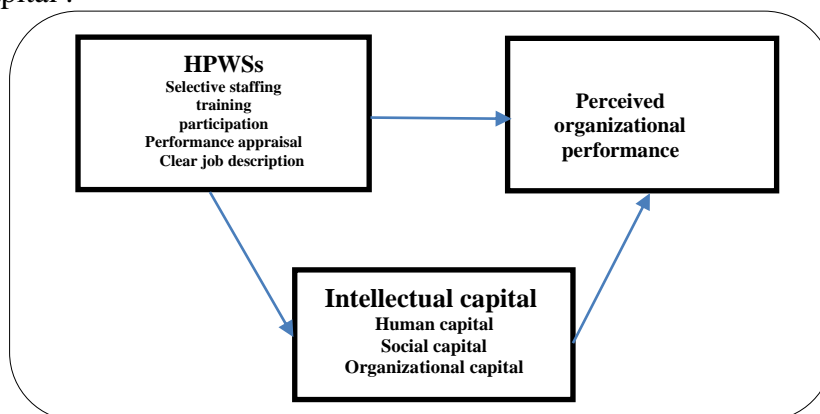 pital .
HPWSs
Selective staffing
training
participation
Performance appraisal
Clear job description
Perceived
organizational
performance
Intellectual capital
Human capital
Social capital
Organizational capital